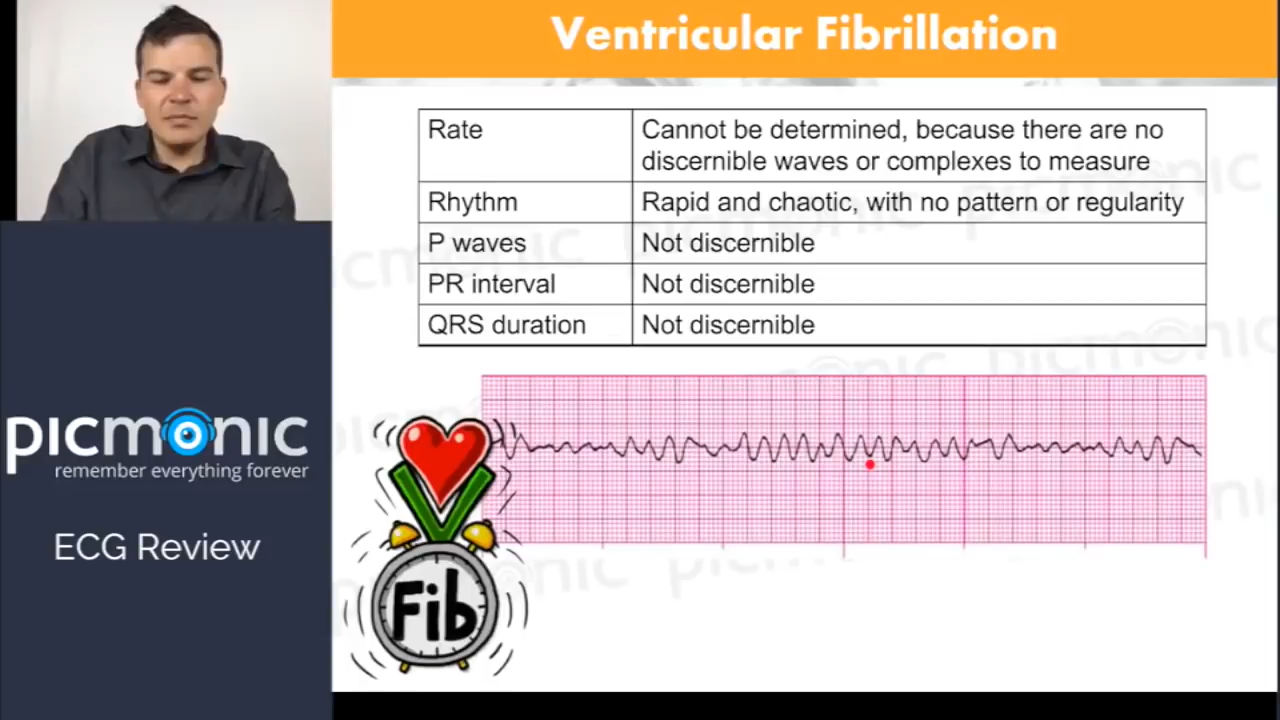 Ventricular Fibrillation
Rate
Cannot be determined, because there are no
discernible waves or complexes to measure
Rhythm
Rapid and chaotic, with no pattern or regularity
P waves
Not discernible
PR interval
Not discernible
QRS duration
Not discernible
picmonic
remember everything forever
ECG Review
Fib